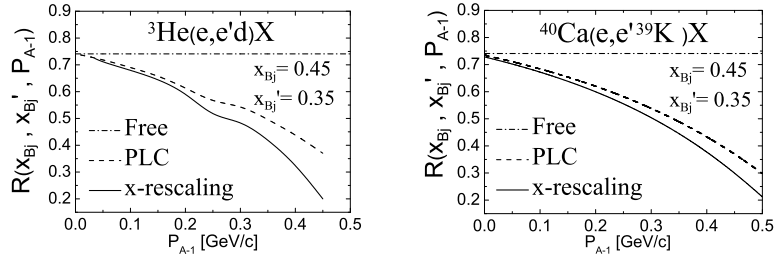 ³He(e,e'd)X
0.9
0.8
0.7
0.6
0.5
0.4
0.3
0.2
R(x_Bj , x_Bj' , P_A-1)
x_Bj= 0.45
x_Bj'= 0.35
Free
PLC
x-rescaling
0.0 0.1 0.2 0.3 0.4 0.5
P_A-1 [GeV/c]
⁴⁰Ca(e,e'³⁹K )X
0.9
0.8
0.7
0.6
0.5
0.4
0.3
0.2
R(x_Bj , x_Bj' , P_A-1)
x_Bj= 0.45
x_Bj'= 0.35
Free
PLC
x-rescaling
0.0 0.1 0.2 0.3 0.4 0.5
P_A-1 [GeV/c]